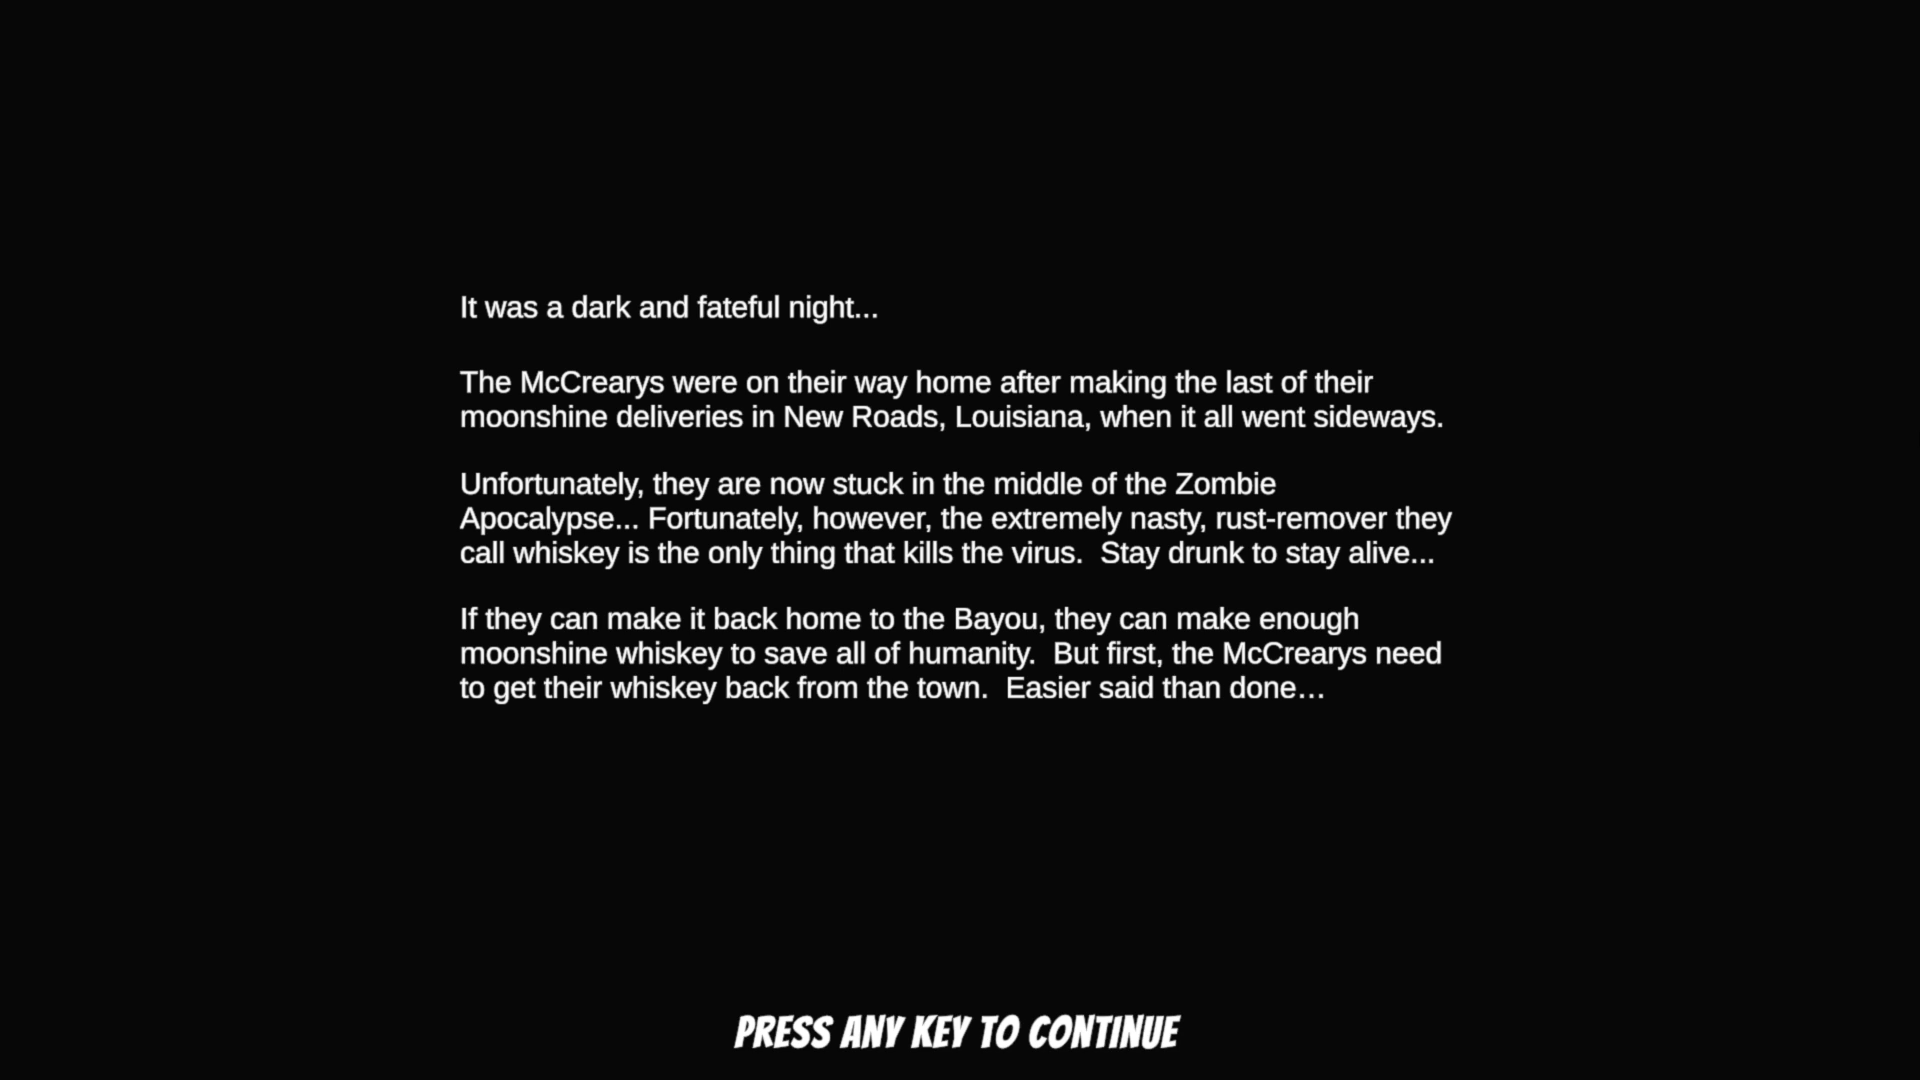 It was a dark and fateful night...
The McCrearys were on their way home after making the last of their
moonshine deliveries in New Roads, Louisiana, when it all went sideways.
Unfortunately, they are now stuck in the middle of the Zombie
Apocalypse... Fortunately, however, the extremely nasty, rust-remover they
call whiskey is the only thing that kills the virus.  Stay drunk to stay alive...
If they can make it back home to the Bayou, they can make enough
moonshine whiskey to save all of humanity.  But first, the McCrearys need
to get their whiskey back from the town.  Easier said than done…
PRESS ANY KEY TO CONTINUE